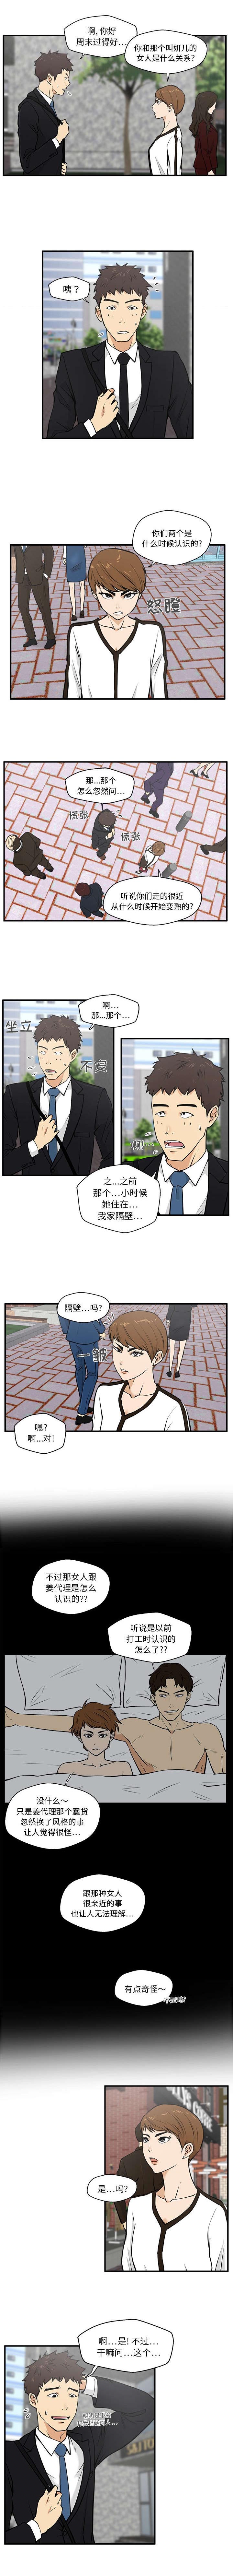 啊, 你好
周末过得好...
你和那个叫妍儿的
女人是什么关系?
咦?
你们两个是
什么时候认识的?
怒瞪
那...那个
怎么忽然问...
慌张
慌张
听说你们走的很近
从什么时候开始变熟的?
啊...
那...那个...
坐立
不安
之...之前
那个...小时候
她住在...
我家隔壁...
隔壁...吗?
一皱
嗯?
啊...对!
不过那女人跟
姜代理是怎么
认识的??
听说是以前
打工时认识的
怎么了??
没什么～
只是姜代理那个蠢货
忽然换了风格的事
让人觉得很怪...
跟那种女人
很亲近的事
也让人无法理解...
有点奇怪～
是...吗?
啊...是! 不过...
干嘛问...这个...